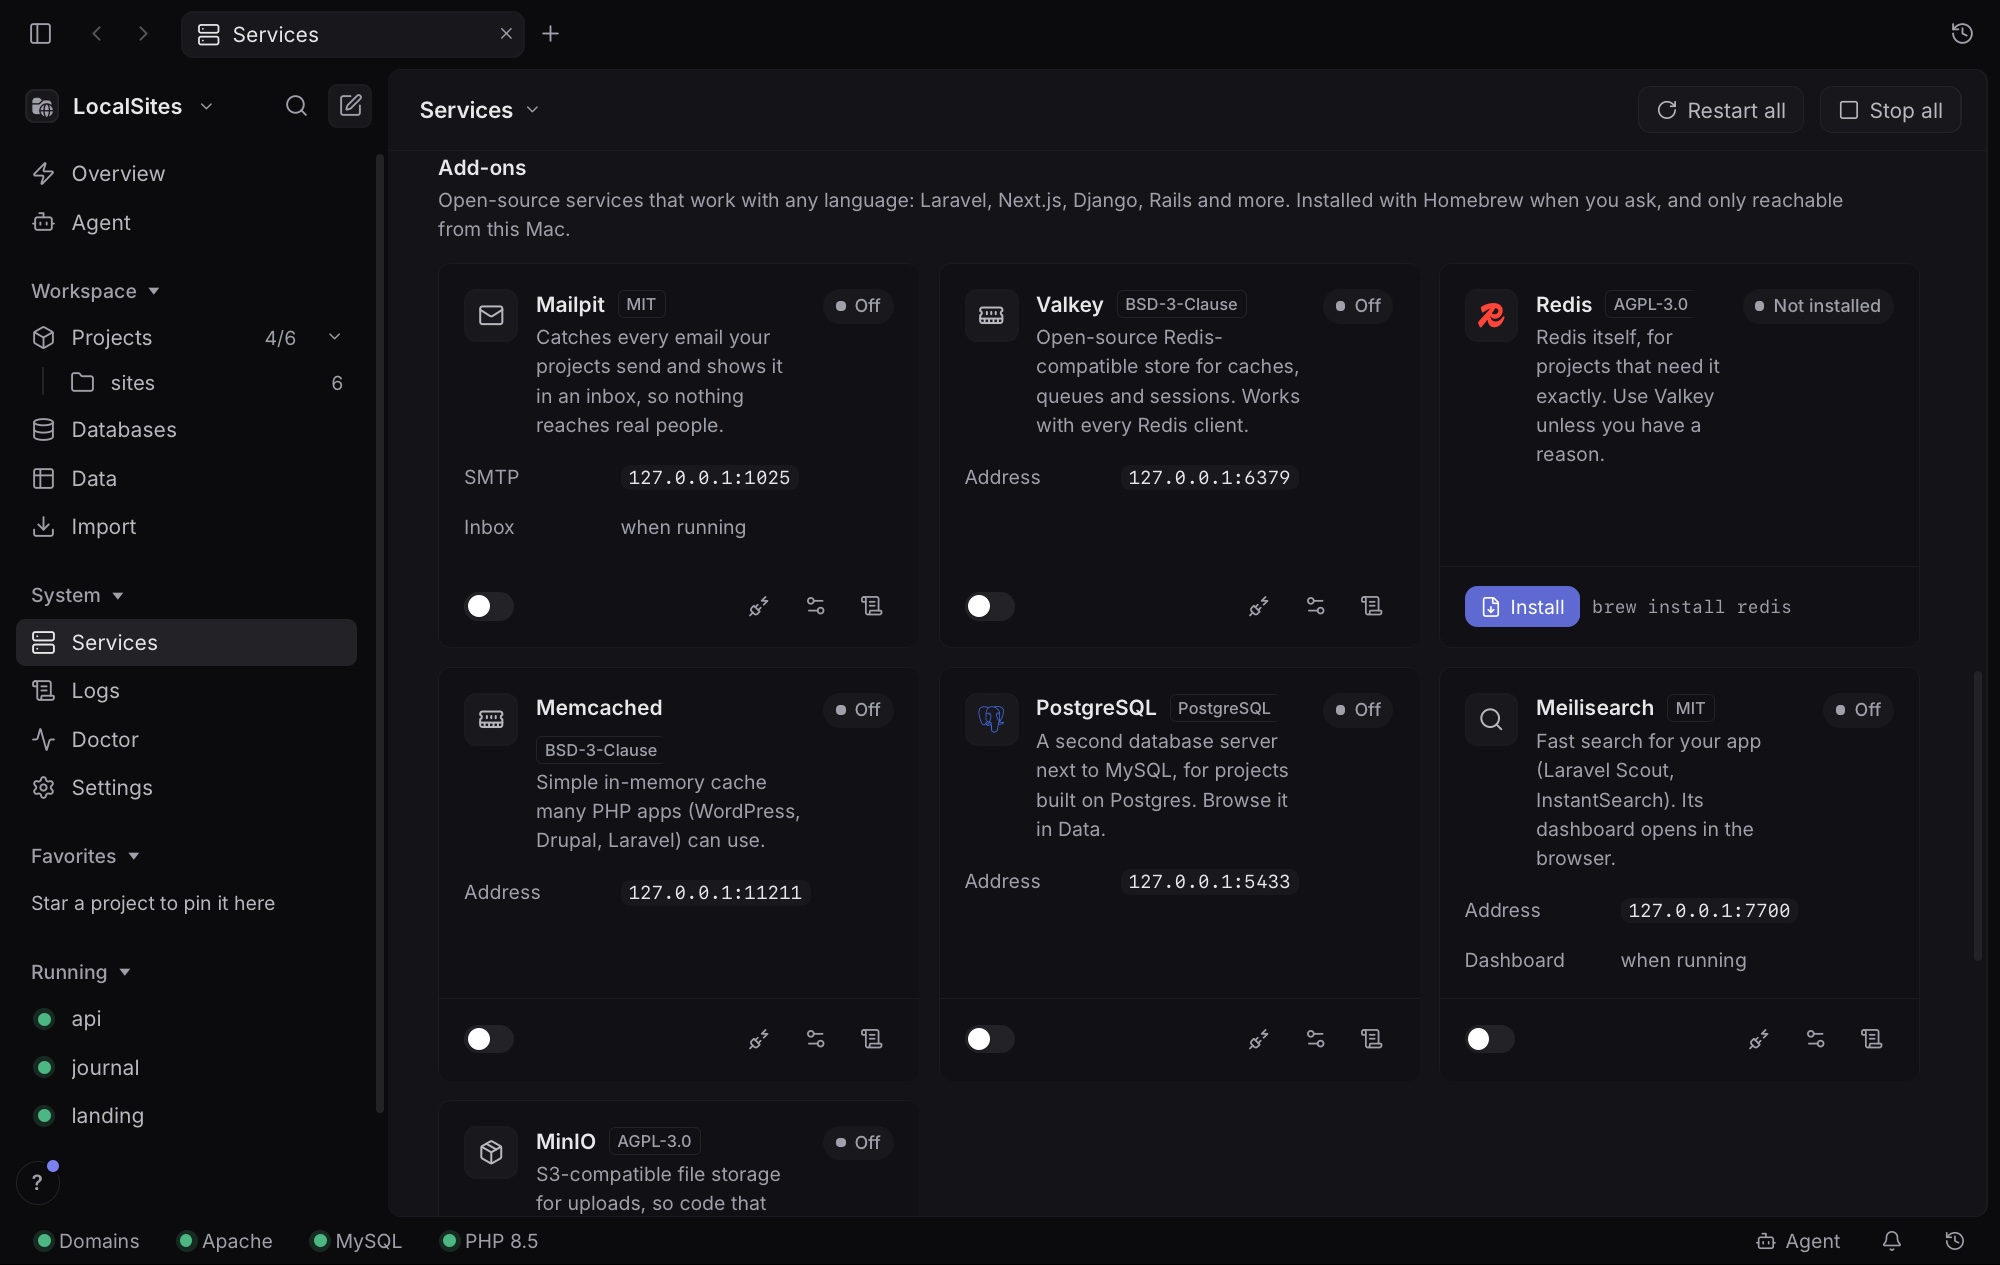 Services
LocalSites
Overview
Agent
Workspace
Projects 4/6
sites 6
Databases
Data
Import
System
Services
Logs
Doctor
Settings
Favorites
Star a project to pin it here
Running
api
journal
landing
?
Services
Restart all
Stop all
Add-ons
Open-source services that work with any language: Laravel, Next.js, Django, Rails and more. Installed with Homebrew when you ask, and only reachable
from this Mac.
Mailpit MIT Off
Catches every email your
projects send and shows it
in an inbox, so nothing
reaches real people.
SMTP 127.0.0.1:1025
Inbox when running
Valkey BSD-3-Clause Off
Open-source Redis-
compatible store for caches,
queues and sessions. Works
with every Redis client.
Address 127.0.0.1:6379
Redis AGPL-3.0 Not installed
Redis itself, for
projects that need it
exactly. Use Valkey
unless you have a
reason.
Install brew install redis
Memcached Off
BSD-3-Clause
Simple in-memory cache
many PHP apps (WordPress,
Drupal, Laravel) can use.
Address 127.0.0.1:11211
PostgreSQL PostgreSQL Off
A second database server
next to MySQL, for projects
built on Postgres. Browse it
in Data.
Address 127.0.0.1:5433
Meilisearch MIT Off
Fast search for your app
(Laravel Scout,
InstantSearch). Its
dashboard opens in the
browser.
Address 127.0.0.1:7700
Dashboard when running
MinIO AGPL-3.0 Off
S3-compatible file storage
for uploads, so code that
Domains Apache MySQL PHP 8.5
Agent